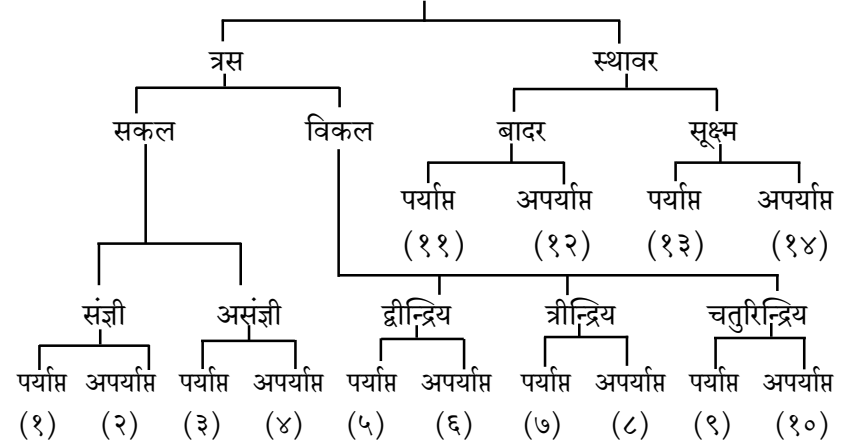 त्रस स्थावर
सकल विकल बादर सूक्ष्म
पर्याप्त अपर्याप्त पर्याप्त अपर्याप्त
(११) (१२) (१३) (१४)
संज्ञी असंज्ञी द्वीन्द्रिय त्रीन्द्रिय चतुरिन्द्रिय
पर्याप्त अपर्याप्त पर्याप्त अपर्याप्त पर्याप्त अपर्याप्त पर्याप्त अपर्याप्त पर्याप्त अपर्याप्त
(१) (२) (३) (४) (५) (६) (७) (८) (९) (१०)